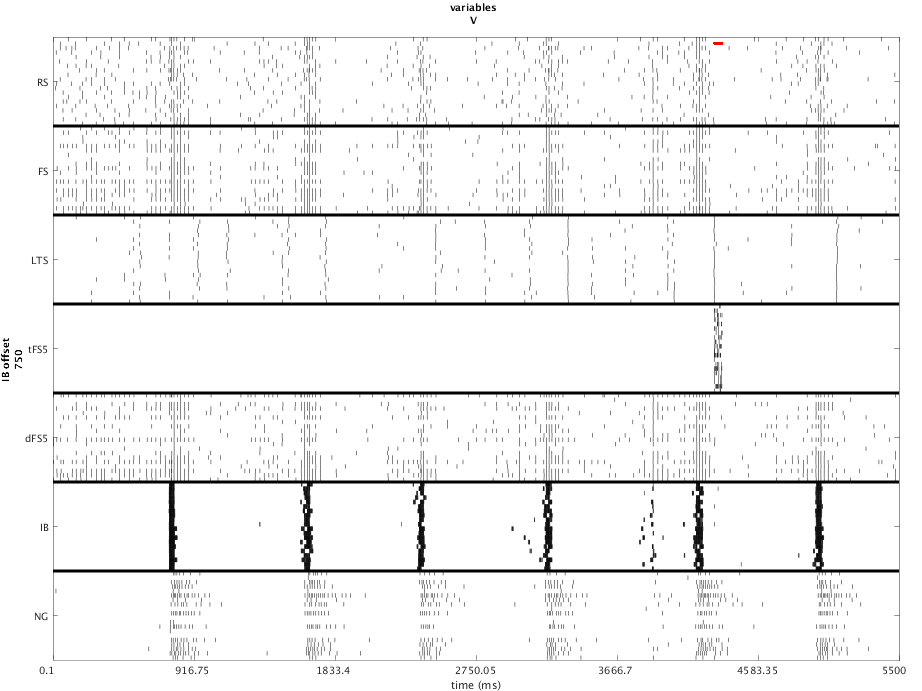 variables
V
RS
FS
LTS
tFS5
dFS5
IB
NG
IB offset
750
0.1
916.75
1833.4
2750.05
3666.7
4583.35
5500
time (ms)